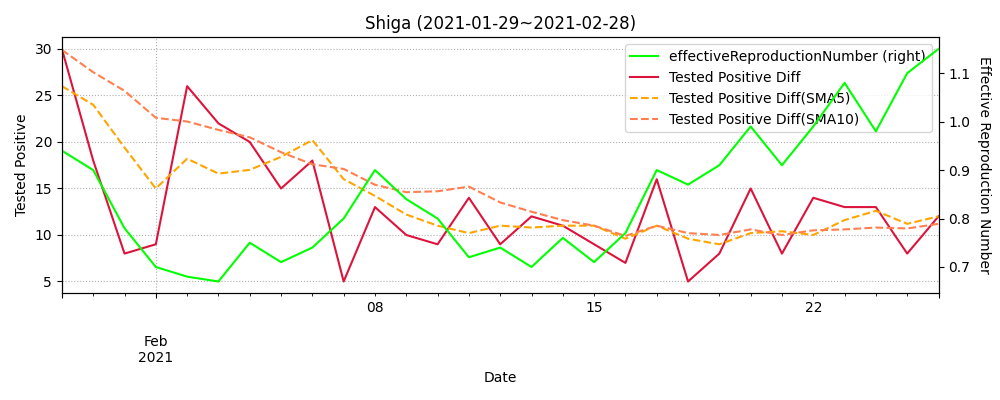 Shiga (2021-01-29~2021-02-28)
effectiveReproductionNumber (right)
Tested Positive Diff
Tested Positive Diff(SMA5)
Tested Positive Diff(SMA10)
Tested Positive
30
25
20
15
10
5
1.1
1.0
0.9
0.8
0.7
Effective Reproduction Number
08
15
22
Feb
2021
Date